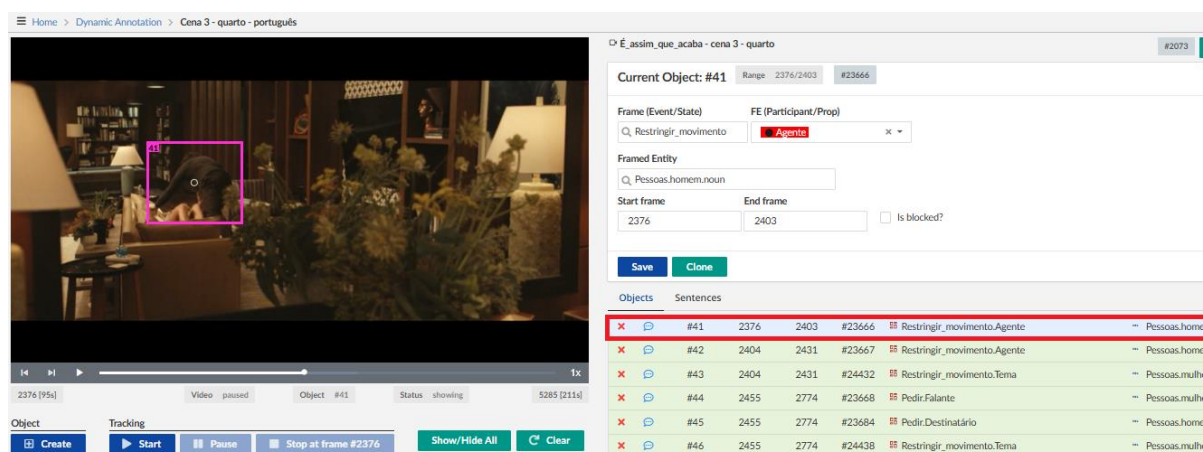 Home > Dynamic Annotation > Cena 3 - quarto - português
É_assim_que_acaba - cena 3 - quarto
#2073
41
Current Object: #41 Range 2376/2403 #23666
Frame (Event/State) FE (Participant/Prop)
Restringir_movimento Agente
Framed Entity
Pessoas.homem.noun
Start frame End frame
2376 2403 Is blocked?
Save Clone
Objects Sentences
#41 2376 2403 #23666 Restringir_movimento.Agente Pessoas.home
#42 2404 2431 #23667 Restringir_movimento.Agente Pessoas.home
#43 2404 2431 #24432 Restringir_movimento.Tema Pessoas.mulhe
#44 2455 2774 #23668 Pedir.Falante Pessoas.mulhe
#45 2455 2774 #23684 Pedir.Destinatário Pessoas.home
#46 2455 2774 #24438 Restringir_movimento.Tema Pessoas.mulhe
1x
2376 [95s] Video paused Object #41 Status showing 5285 [211s]
Object Tracking
Create Start Pause Stop at frame #2376 Show/Hide All Clear